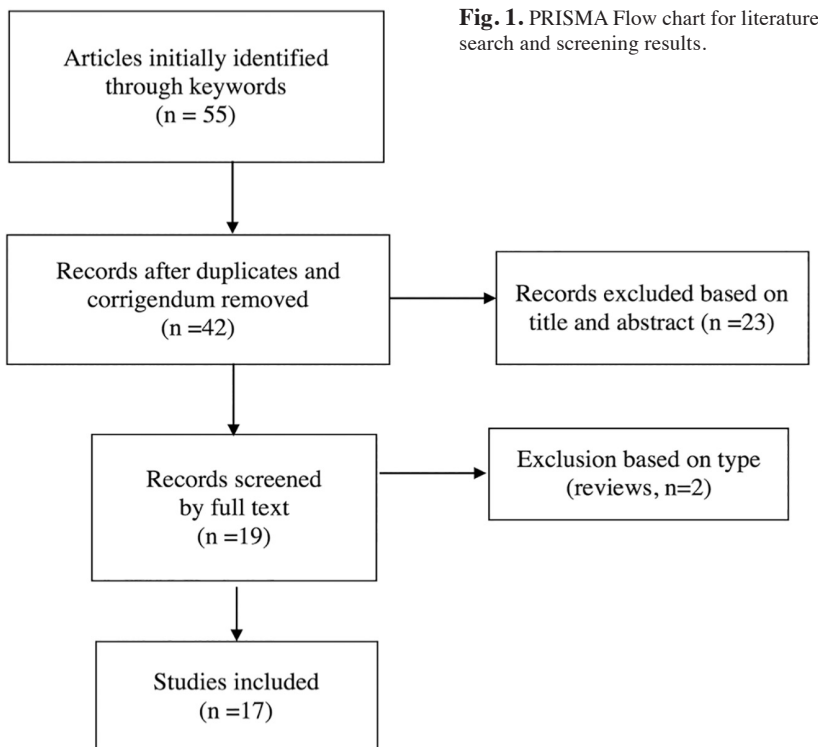 Fig. 1. PRISMA Flow chart for literature
search and screening results.
Articles initially identified
through keywords
(n = 55)
Records after duplicates and
corrigendum removed
(n =42)
Records excluded based on
title and abstract (n =23)
Records screened
by full text
(n =19)
Exclusion based on type
(reviews, n=2)
Studies included
(n =17)